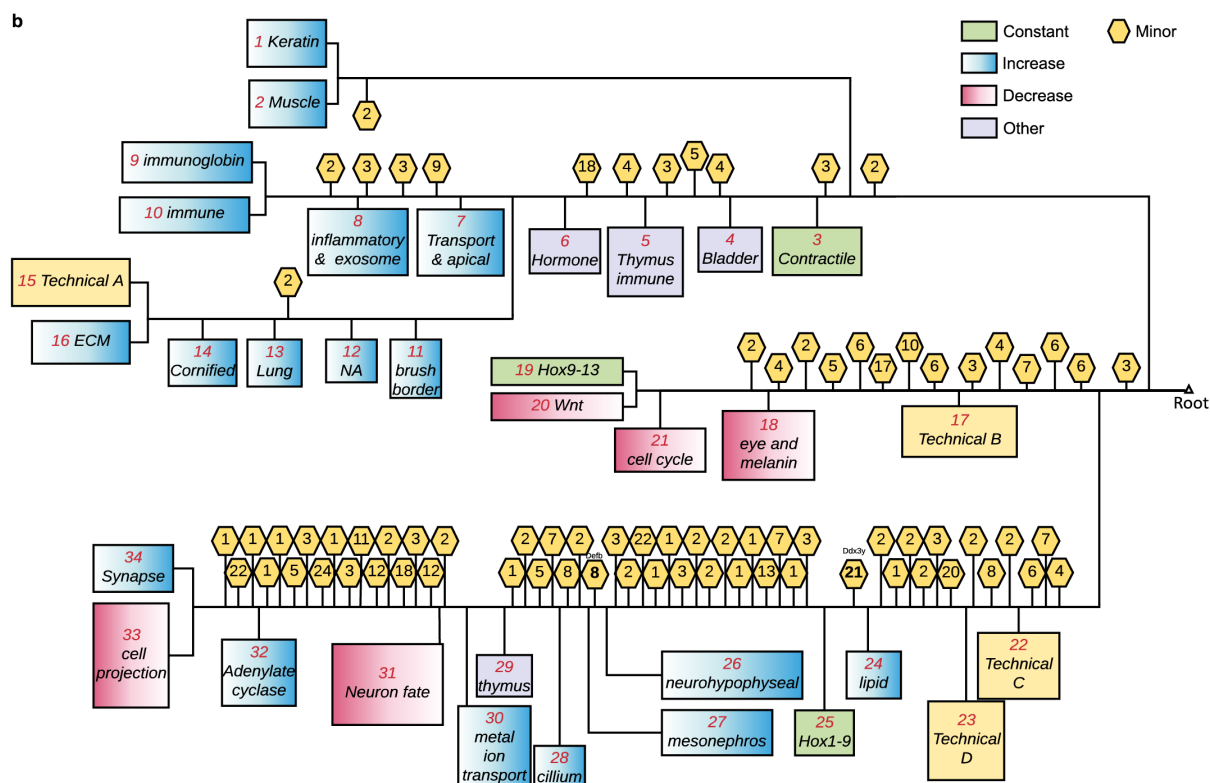 b
Constant
Minor
Increase
Decrease
Other
1 Keratin
2 Muscle
2
9 immunoglobin
10 immune
2
3
3
9
18
4
3
5
4
3
2
8
inflammatory
& exosome
7
Transport
& apical
6
Hormone
5
Thymus
immune
4
Bladder
3
Contractile
15 Technical A
16 ECM
2
14
Cornified
13
Lung
12
NA
11
brush
border
19 Hox9-13
20 Wnt
2
4
2
5
6
17
10
6
3
4
7
6
6
3
Root
21
cell cycle
18
eye and
melanin
17
Technical B
34
Synapse
33
cell
projection
1
22
1
1
1
5
3
24
1
3
11
12
2
18
3
12
2
1
2
5
7
8
2
Defb
8
3
2
22
1
1
3
2
2
2
1
1
13
7
1
3
Ddx3y
21
2
1
2
2
3
20
2
8
2
6
7
4
32
Adenylate
cyclase
31
Neuron fate
29
thymus
30
metal
ion
transport
28
cillium
26
neurohypophyseal
27
mesonephros
25
Hox1-9
24
lipid
22
Technical
C
23
Technical
D